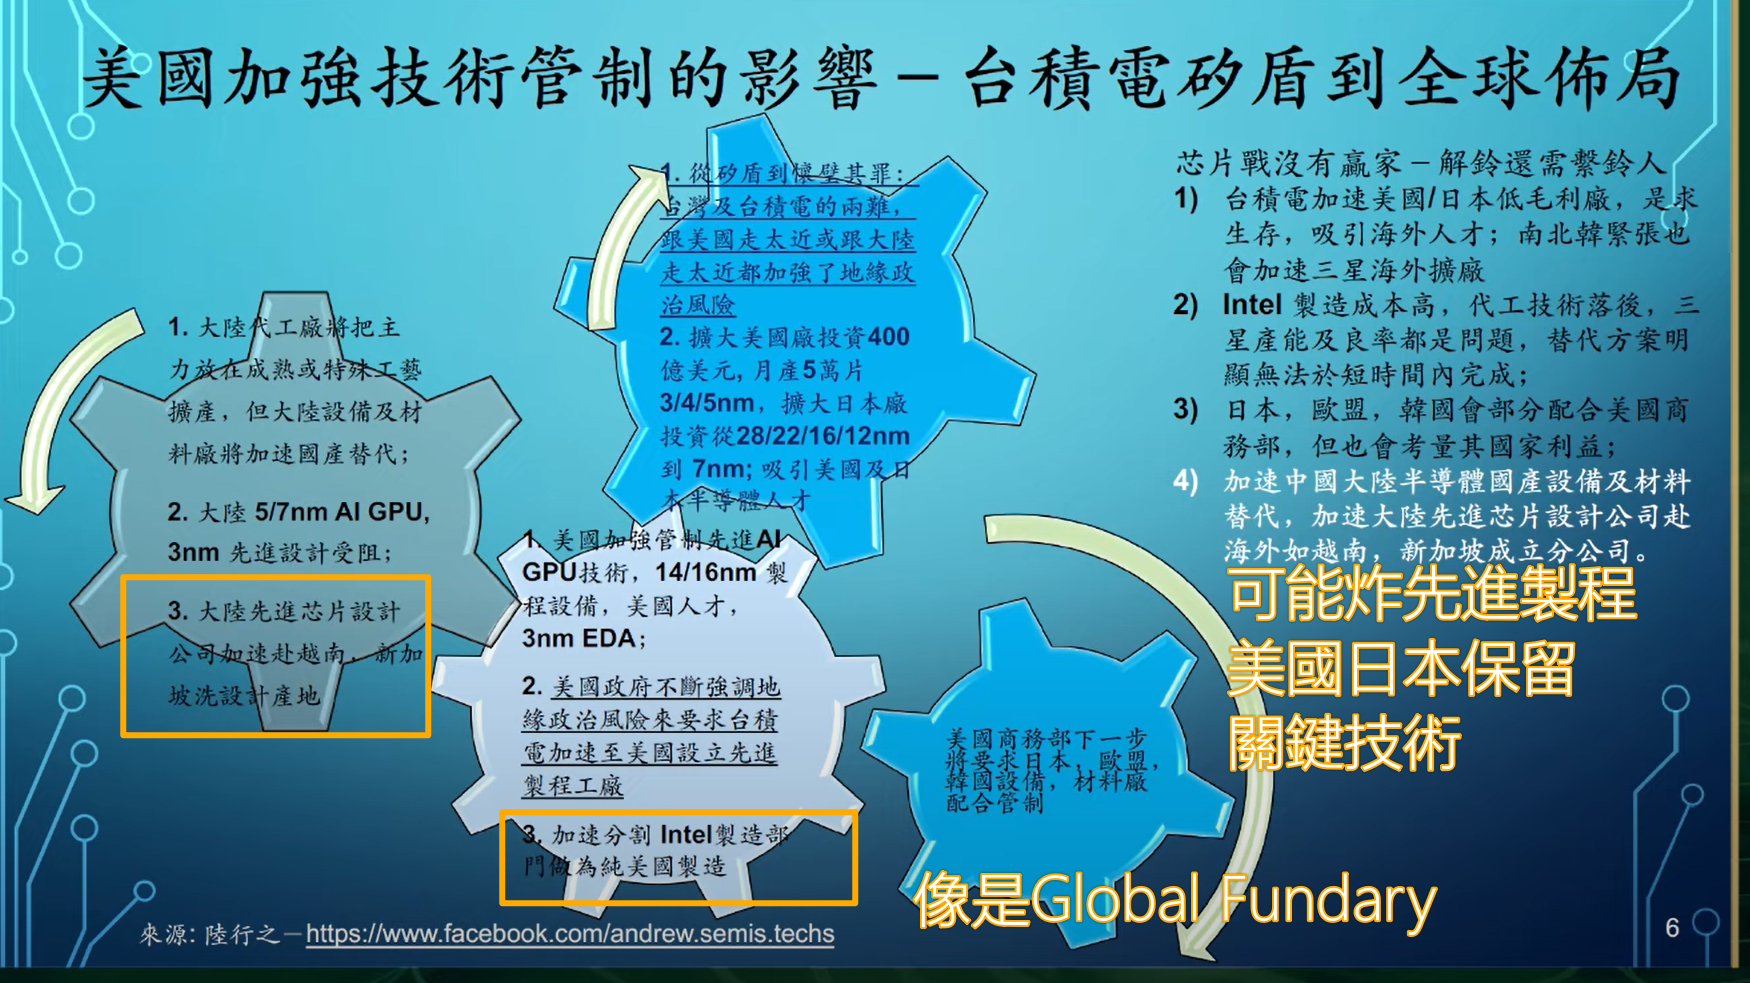 美國加強技術管制的影響－台積電矽盾到全球佈局
1. 大陸代工廠將把主
力放在成熟或特殊工藝
擴產，但大陸設備及材
料廠將加速國產替代；
2. 大陸 5/7nm AI GPU,
3nm 先進設計受阻；
3. 大陸先進芯片設計
公司加速赴越南，新加
坡洗設計產地
1. 從矽盾到懷璧其罪：
台灣及台積電的兩難，
跟美國走太近或跟大陸
走太近都加強了地緣政
治風險
2. 擴大美國廠投資400
億美元, 月產5萬片
3/4/5nm，擴大日本廠
投資從28/22/16/12nm
到 7nm; 吸引美國及日
本半導體人才
1. 美國加強管制先進AI
GPU技術，14/16nm 製
程設備，美國人才，
3nm EDA；
2. 美國政府不斷強調地
緣政治風險來要求台積
電加速至美國設立先進
製程工廠
3. 加速分割 Intel製造部
門做為純美國製造
美國商務部下一步
將要求日本，歐盟，
韓國設備，材料廠
配合管制
芯片戰沒有贏家－解鈴還需繫鈴人
1) 台積電加速美國/日本低毛利廠，是求
生存，吸引海外人才；南北韓緊張也
會加速三星海外擴廠
2) Intel 製造成本高，代工技術落後，三
星產能及良率都是問題，替代方案明
顯無法於短時間內完成；
3) 日本，歐盟，韓國會部分配合美國商
務部，但也會考量其國家利益；
4) 加速中國大陸半導體國產設備及材料
替代，加速大陸先進芯片設計公司赴
海外如越南，新加坡成立分公司。
可能炸先進製程
美國日本保留
關鍵技術
像是Global Fundary
來源: 陸行之－https://www.facebook.com/andrew.semis.techs
6